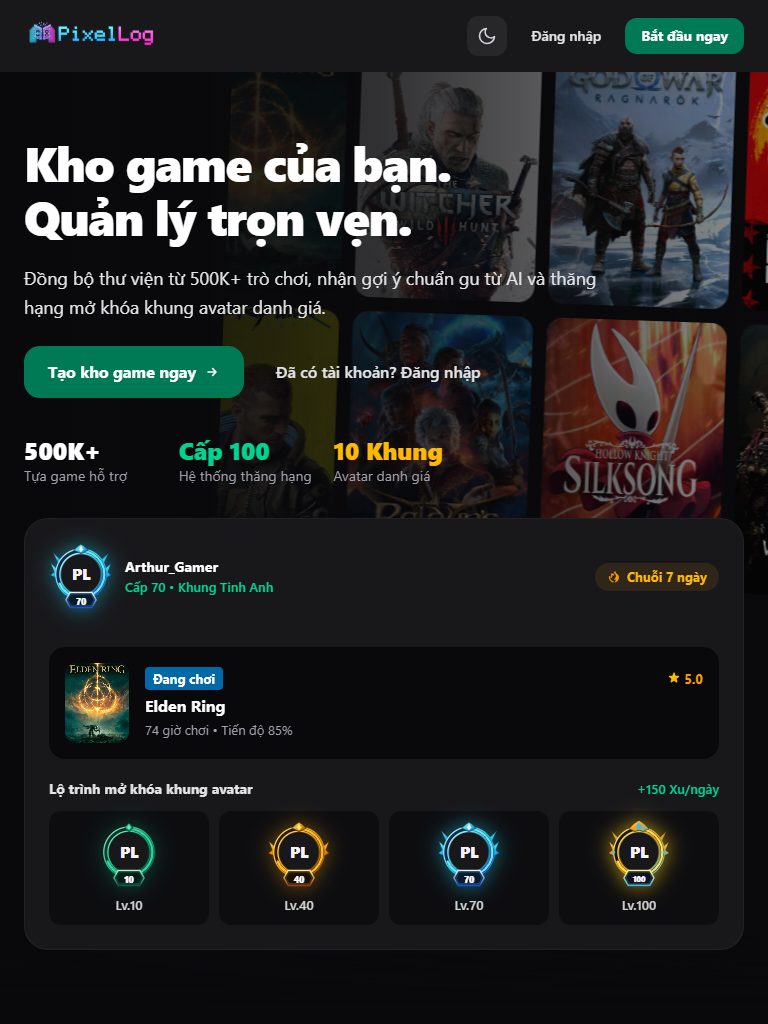 PixelLog
Đăng nhập
Bắt đầu ngay
GOD OF WAR
RAGNARÖK
THE
WITCHER
WILD HUNT
Kho game của bạn.
Quản lý trọn vẹn.
Đồng bộ thư viện từ 500K+ trò chơi, nhận gợi ý chuẩn gu từ AI và thăng
hạng mở khóa khung avatar danh giá.
Tạo kho game ngay →
Đã có tài khoản? Đăng nhập
500K+
Tựa game hỗ trợ
Cấp 100
Hệ thống thăng hạng
10 Khung
Avatar danh giá
HOLLOW KNIGHT
SILKSONG
Baldur's
PL
70
Arthur_Gamer
Cấp 70 • Khung Tinh Anh
Chuỗi 7 ngày
ELDEN RING
Đang chơi
Elden Ring
74 giờ chơi • Tiến độ 85%
★ 5.0
Lộ trình mở khóa khung avatar
+150 Xu/ngày
PL
10
Lv.10
PL
40
Lv.40
PL
70
Lv.70
PL
100
Lv.100